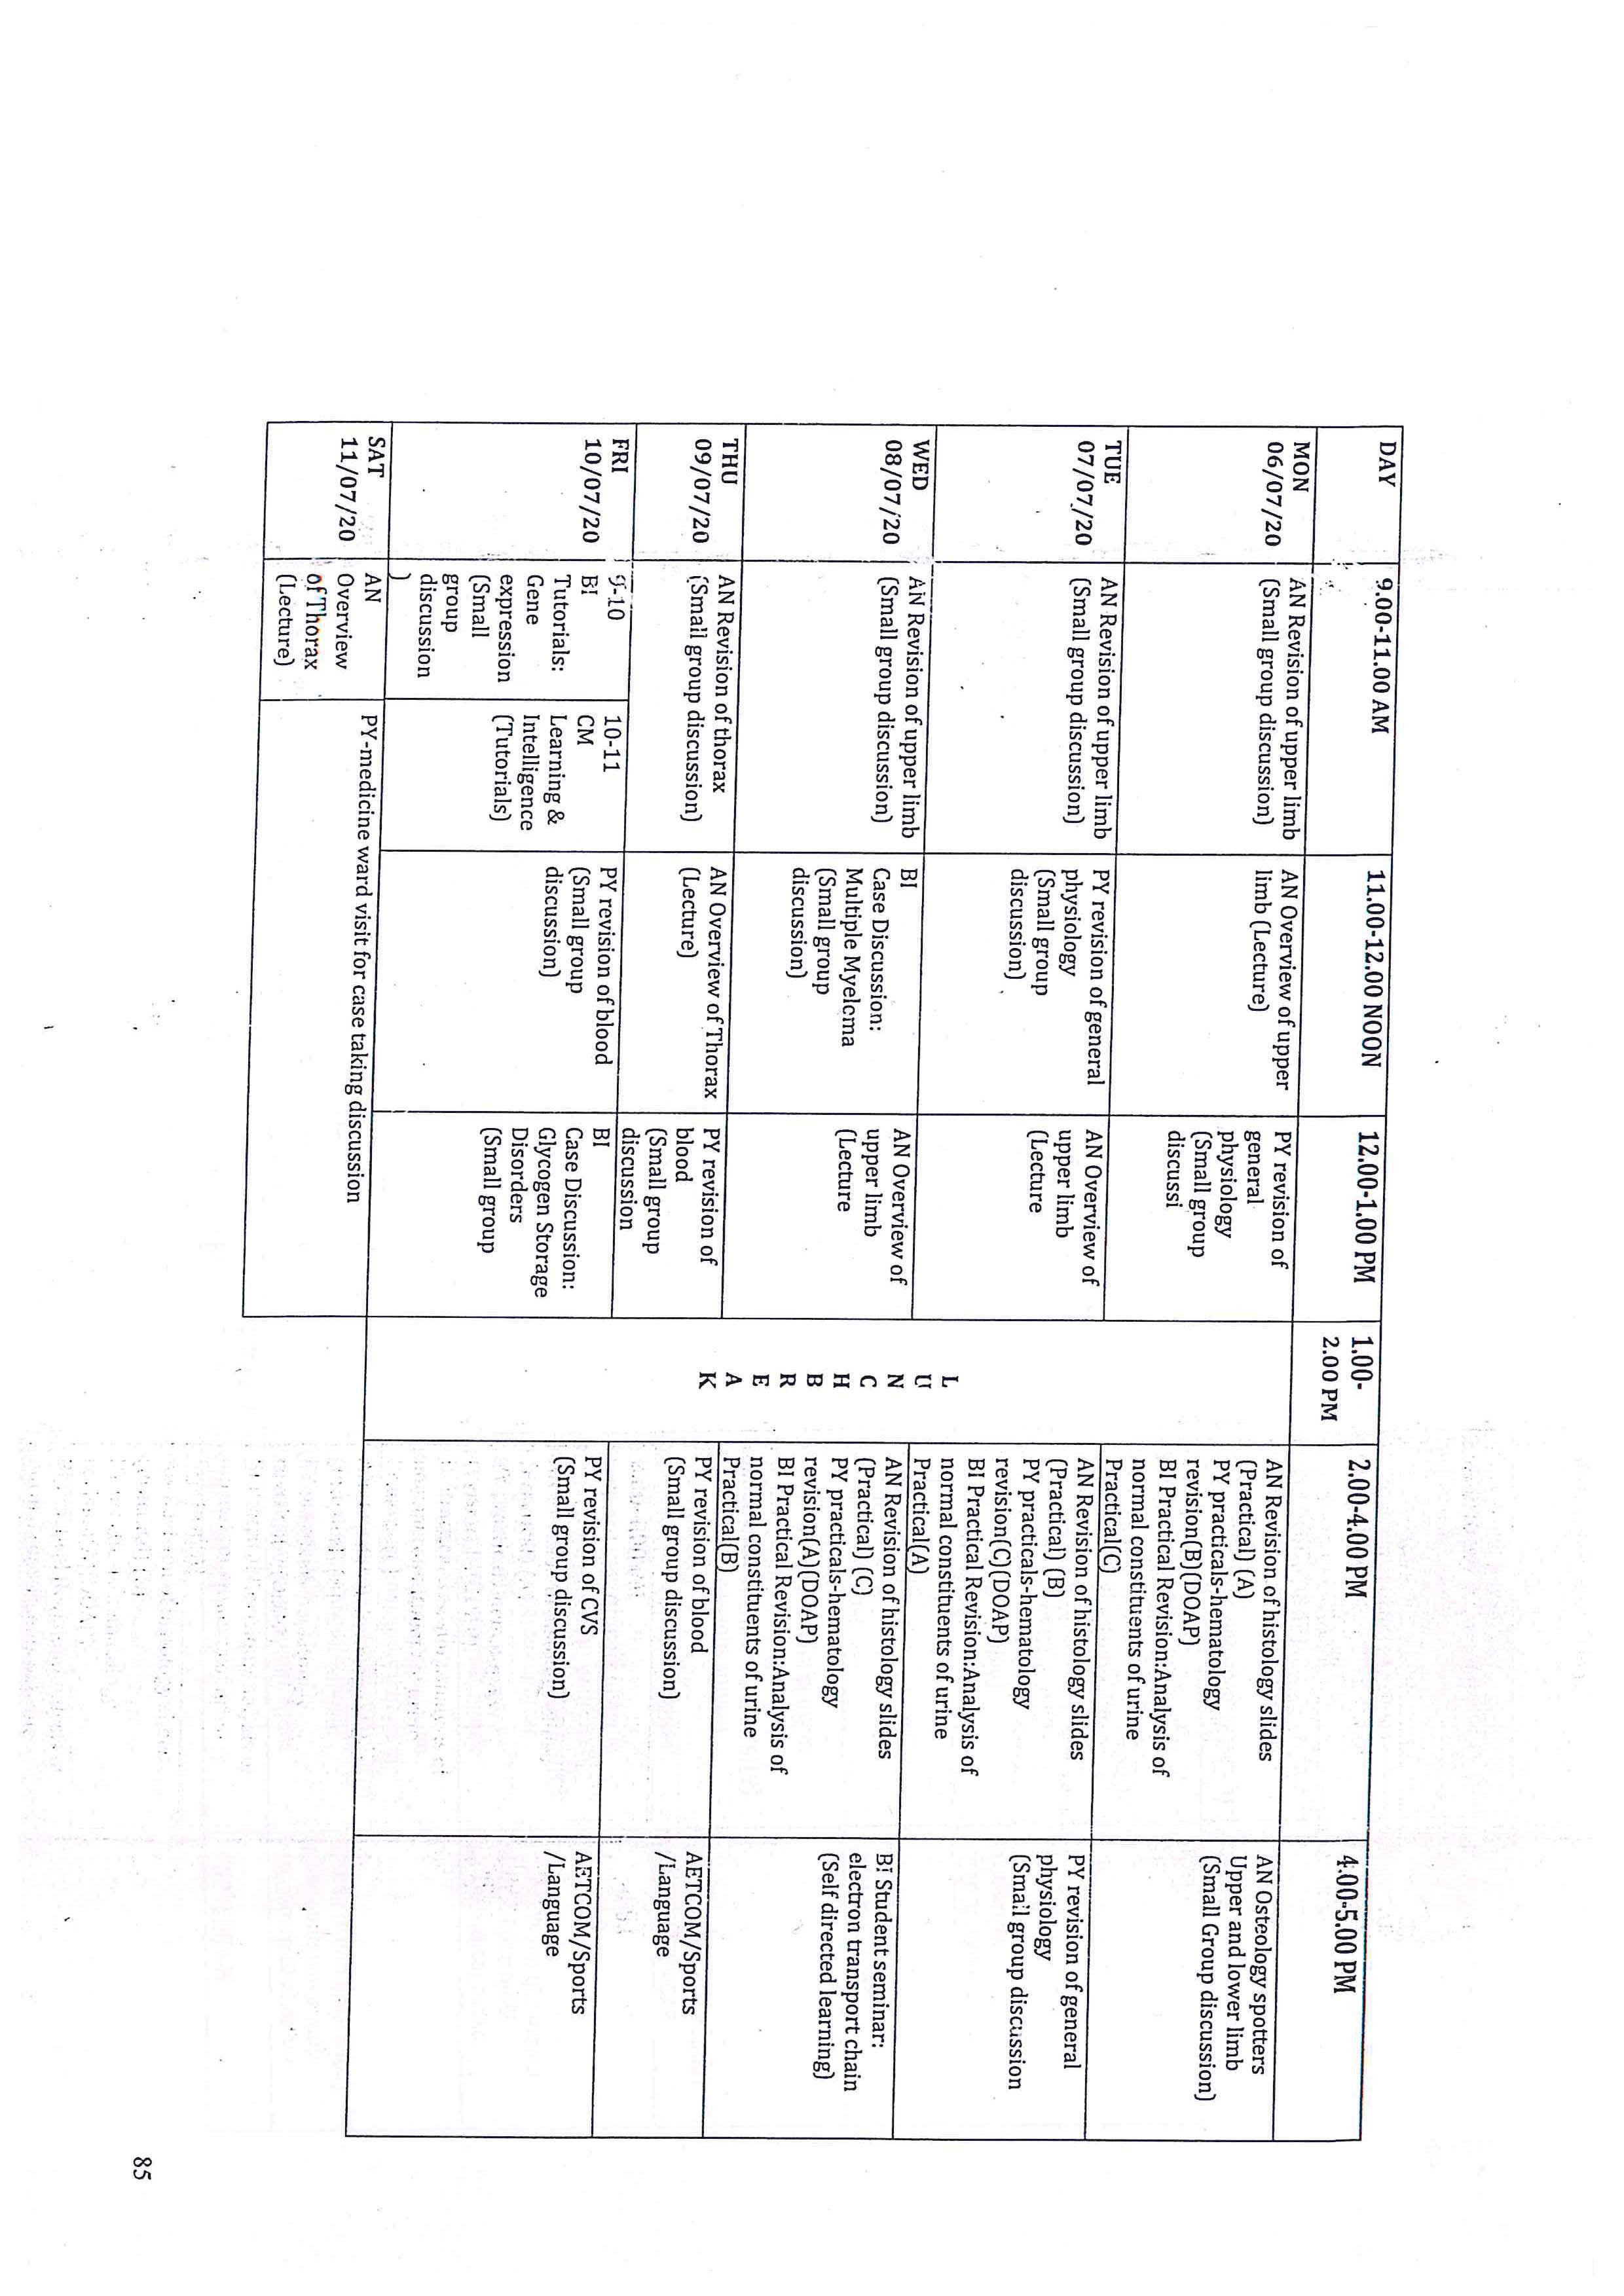 DAY
9.00-11.00 AM
11.00-12.00 NOON
12.00-1.00 PM
1.00-
2.00 PM
2.00-4.00 PM
4.00-5.00 PM
MON
06/07/20
AN Revision of upper limb
(Small group discussion)
AN Overview of upper
limb (Lecture)
PY revision of
general
physiology
(Small group
discussi
L
U
N
C
H
B
R
E
A
K
AN Revision of histology slides
(Practical) (A)
PY practicals-hematology
revision(B)(DOAP)
BI Practical Revision:Analysis of
normal constituents of urine
Practical(C)
AN Osteology spotters
Upper and lower limb
(Small Group discussion)
TUE
07/07/20
AN Revision of upper limb
(Small group discussion)
PY revision of general
physiology
(Small group
discussion)
AN Overview of
upper limb
(Lecture
AN Revision of histology slides
(Practical) (B)
PY practicals-hematology
revision(C)(DOAP)
BI Practical Revision:Analysis of
normal constituents of urine
Practical(A)
PY revision of general
physiology
(Small group discussion
WED
08/07/20
AN Revision of upper limb
(Small group discussion)
BI
Case Discussion:
Multiple Myeloma
(Small group
discussion)
AN Overview of
upper limb
(Lecture
AN Revision of histology slides
(Practical) (C)
PY practicals-hematology
revision(A)(DOAP)
BI Practical Revision:Analysis of
normal constituents of urine
Practical(B)
BI Student seminar:
electron transport chain
(Self directed learning)
THU
09/07/20
AN Revision of thorax
(Small group discussion)
AN Overview of Thorax
(Lecture)
PY revision of
blood
(Small group
discussion
PY revision of blood
(Small group discussion)
AETCOM/Sports
/Language
FRI
10/07/20
9-10
BI
Tutorials:
Gene
expression
(Small
group
discussion
)
10-11
CM
Learning &
Intelligence
(Tutorials)
PY revision of blood
(Small group
discussion)
BI
Case Discussion:
Glycogen Storage
Disorders
(Small group
PY revision of CVS
(Small group discussion)
AETCOM/Sports
/Language
SAT
11/07/20
AN
Overview
of Thorax
(Lecture)
PY-medicine ward visit for case taking discussion
85